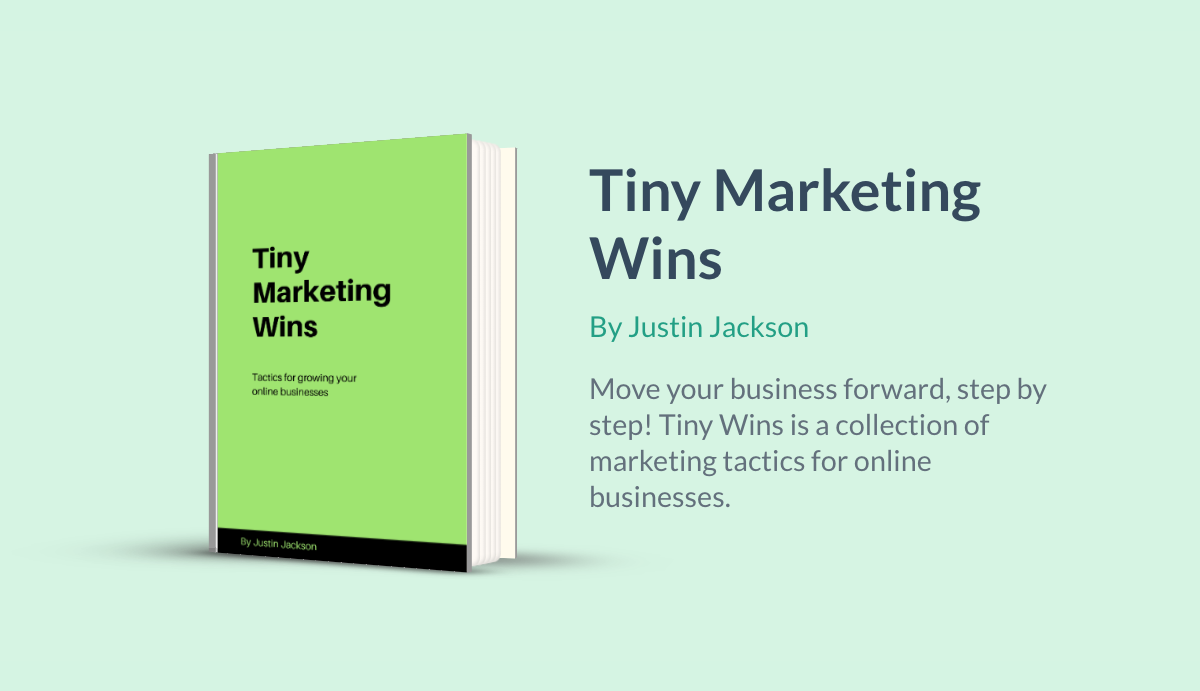 Tiny
Marketing
Wins
Tactics for growing your
online businesses
By Justin Jackson
Tiny Marketing
Wins
By Justin Jackson
Move your business forward, step by
step! Tiny Wins is a collection of
marketing tactics for online
businesses.